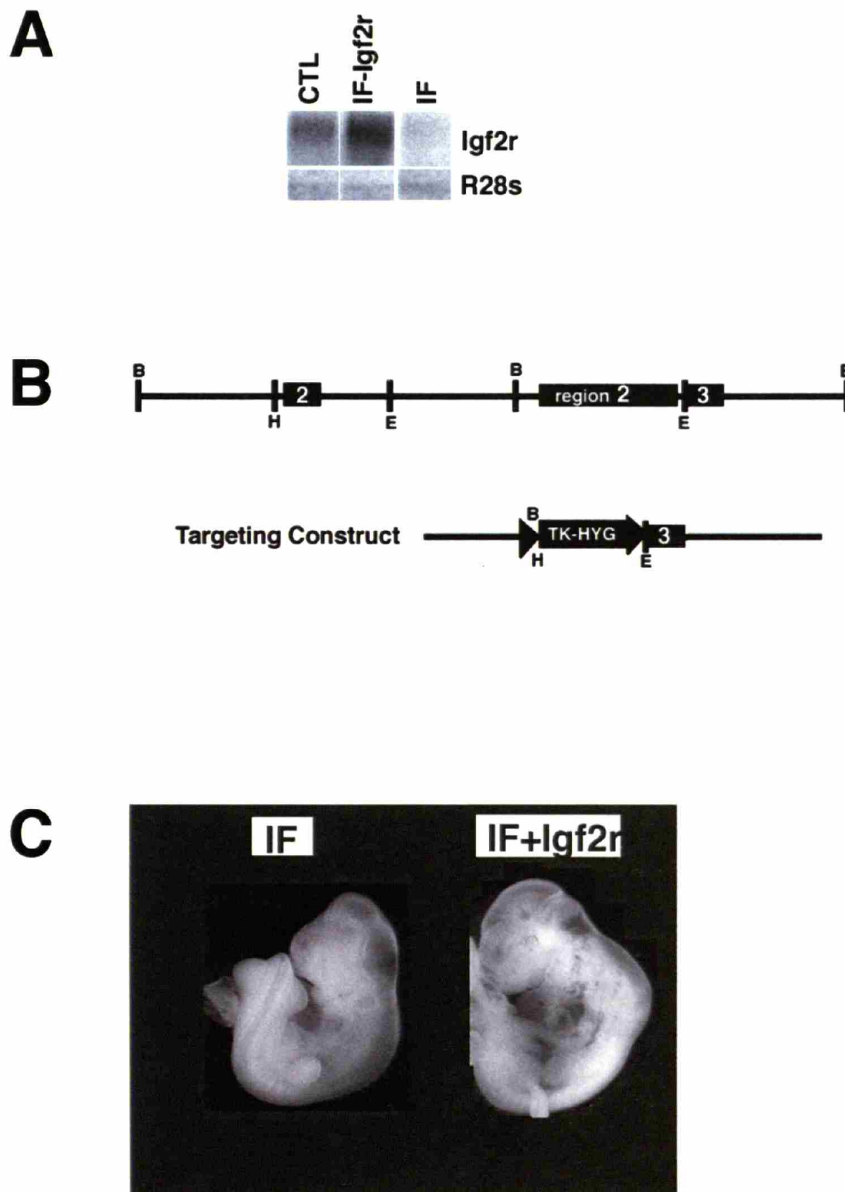 A
CTL
IF-Igf2r
IF
Igf2r
R28s
B
B
B
2
region 2
3
H
E
E
Targeting Construct
B
TK-HYG
3
H
E
C
IF
IF+Igf2r